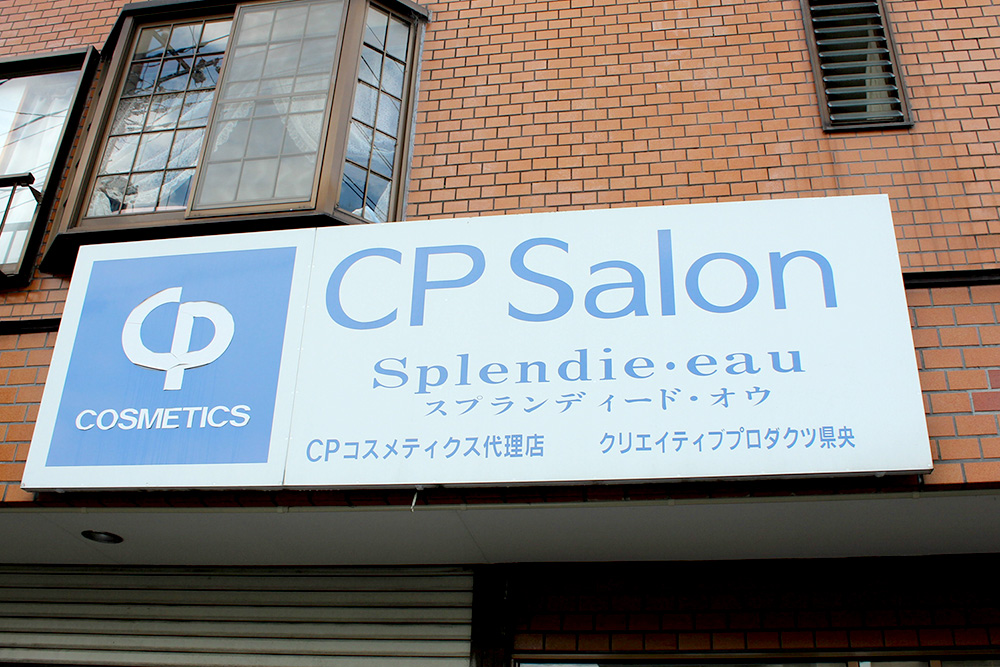 CP
COSMETICS
CP Salon
Splendie・eau
スプランディード・オウ
CPコスメティクス代理店 クリエイティブプロダクツ県央